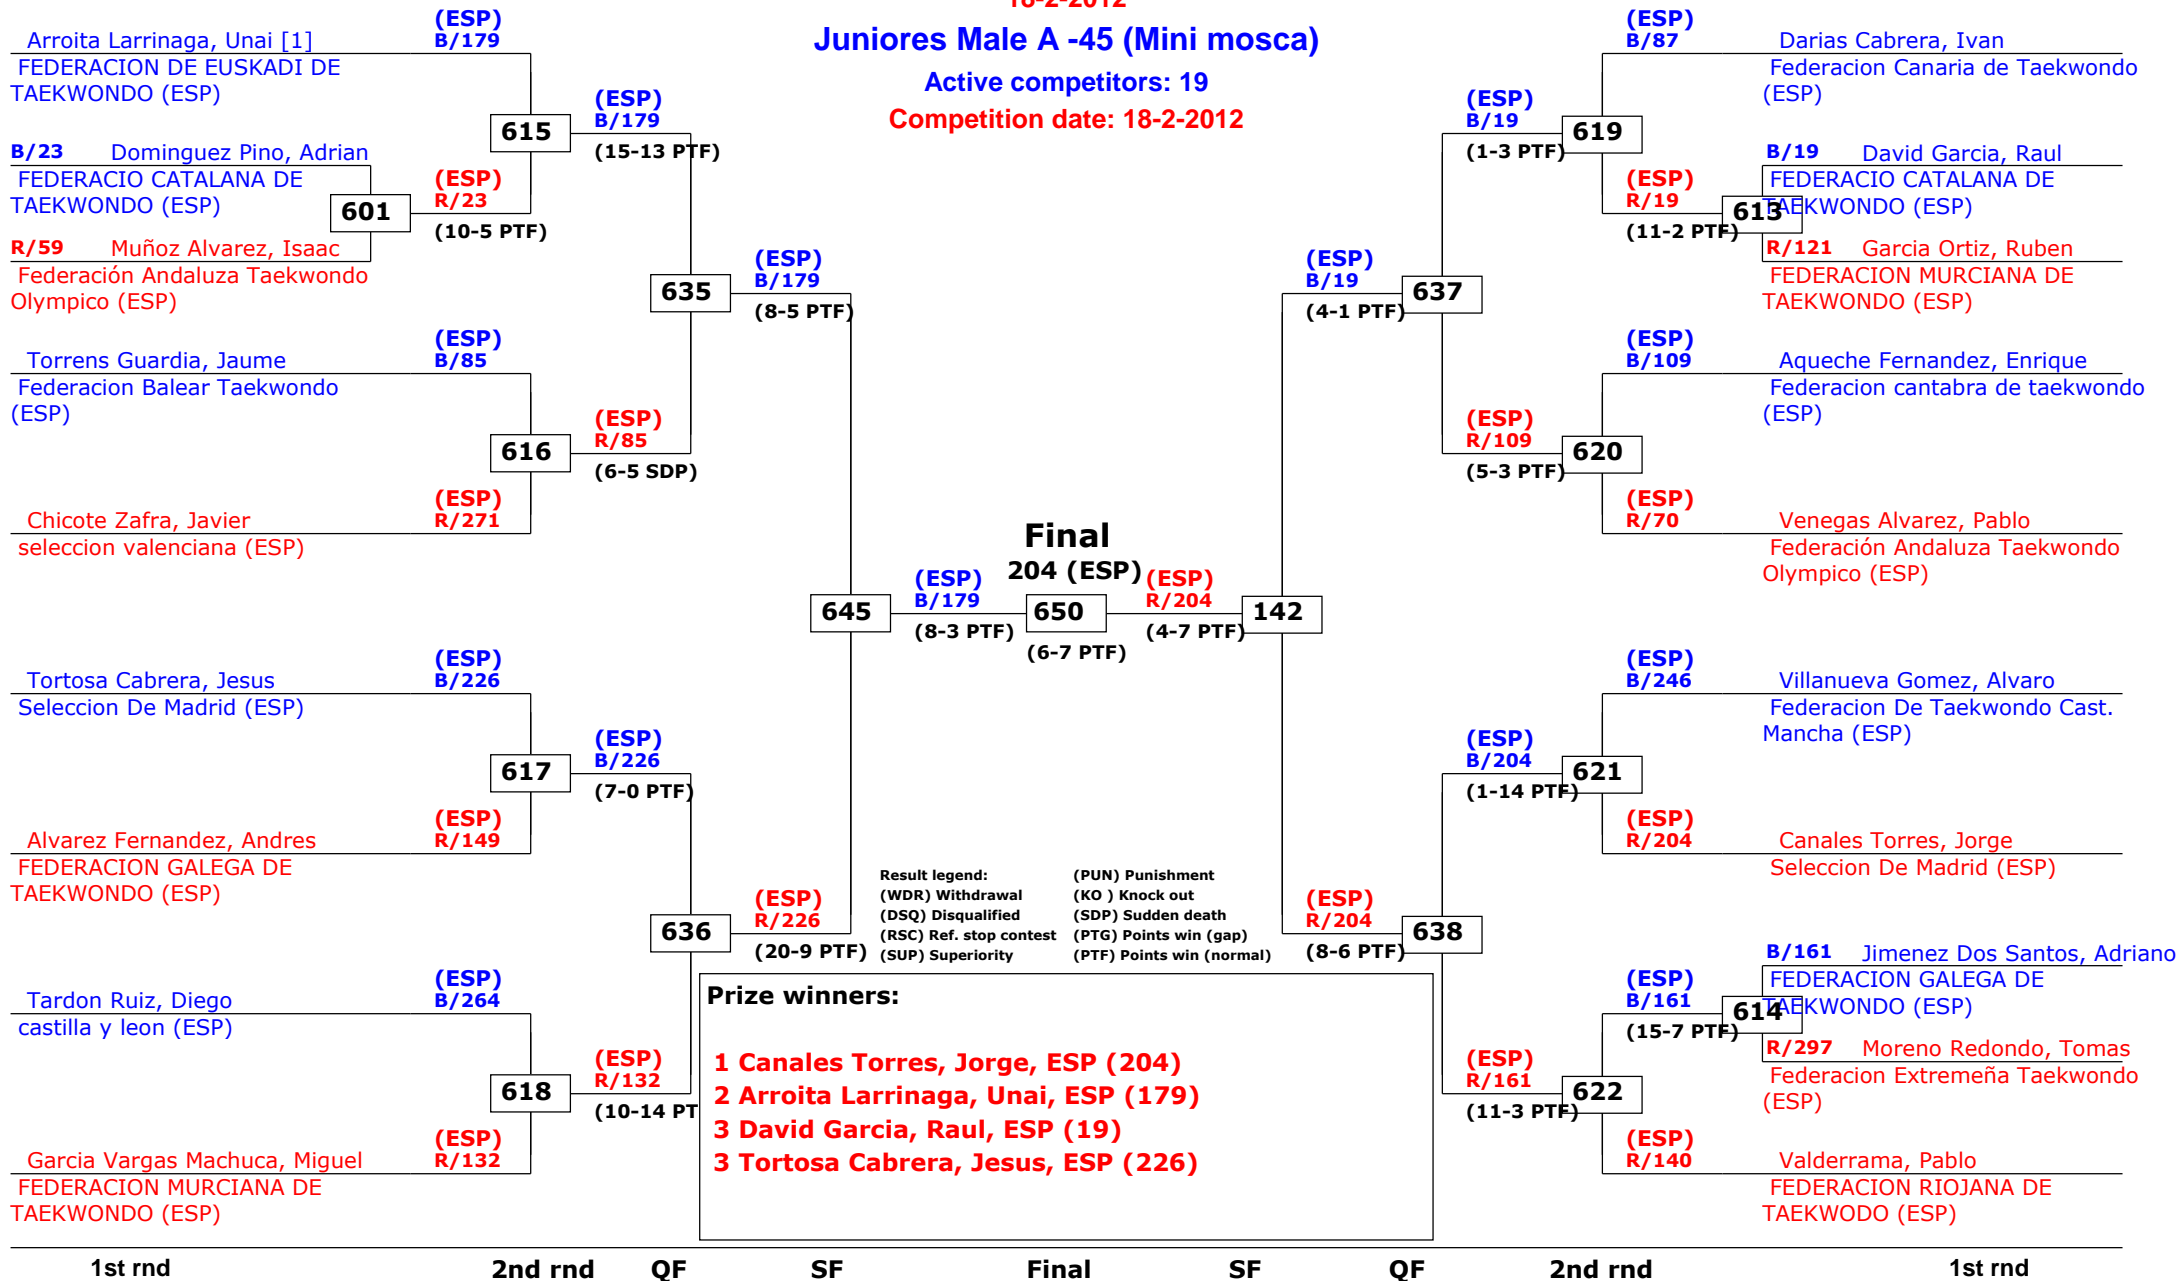 18-2-2012
Juniores Male A -45 (Mini mosca)
Active competitors: 19
Competition date: 18-2-2012
Arroita Larrinaga, Unai [1]
FEDERACION DE EUSKADI DE
TAEKWONDO (ESP)
(ESP)
B/179
B/23 Dominguez Pino, Adrian
FEDERACIO CATALANA DE
TAEKWONDO (ESP)
601
R/59 Muñoz Alvarez, Isaac
Federación Andaluza Taekwondo
Olympico (ESP)
(ESP)
R/23
(10-5 PTF)
615
(ESP)
B/179
(15-13 PTF)
Torrens Guardia, Jaume
Federacion Balear Taekwondo
(ESP)
(ESP)
B/85
616
(ESP)
R/85
(6-5 SDP)
Chicote Zafra, Javier
seleccion valenciana (ESP)
(ESP)
R/271
635
(ESP)
B/179
(8-5 PTF)
Tortosa Cabrera, Jesus
Seleccion De Madrid (ESP)
(ESP)
B/226
617
(ESP)
B/226
(7-0 PTF)
Alvarez Fernandez, Andres
FEDERACION GALEGA DE
TAEKWONDO (ESP)
(ESP)
R/149
636
(ESP)
R/226
(20-9 PTF)
Tardon Ruiz, Diego
castilla y leon (ESP)
(ESP)
B/264
618
(ESP)
R/132
(10-14 PT
Garcia Vargas Machuca, Miguel
FEDERACION MURCIANA DE
TAEKWONDO (ESP)
(ESP)
R/132
645
(ESP)
B/179
(8-3 PTF)
Final
204 (ESP)
650
(6-7 PTF)
(ESP)
R/204
(4-7 PTF)
142
(ESP)
B/19
(4-1 PTF)
637
(ESP)
B/19
(1-3 PTF)
619
(ESP)
B/87
Darias Cabrera, Ivan
Federacion Canaria de Taekwondo
(ESP)
(ESP)
R/19
(11-2 PTF)
613
B/19 David Garcia, Raul
FEDERACIO CATALANA DE
TAEKWONDO (ESP)
R/121 Garcia Ortiz, Ruben
FEDERACION MURCIANA DE
TAEKWONDO (ESP)
(ESP)
R/109
(5-3 PTF)
620
(ESP)
B/109
Aqueche Fernandez, Enrique
Federacion cantabra de taekwondo
(ESP)
(ESP)
R/70
Venegas Alvarez, Pablo
Federación Andaluza Taekwondo
Olympico (ESP)
(ESP)
R/204
(8-6 PTF)
638
(ESP)
B/204
(1-14 PTF)
621
(ESP)
B/246
Villanueva Gomez, Alvaro
Federacion De Taekwondo Cast.
Mancha (ESP)
(ESP)
R/204
Canales Torres, Jorge
Seleccion De Madrid (ESP)
(ESP)
R/161
(11-3 PTF)
622
(ESP)
B/161
(15-7 PTF)
614
B/161 Jimenez Dos Santos, Adriano
FEDERACION GALEGA DE
TAEKWONDO (ESP)
R/297 Moreno Redondo, Tomas
Federacion Extremeña Taekwondo
(ESP)
(ESP)
R/140
Valderrama, Pablo
FEDERACION RIOJANA DE
TAEKWODO (ESP)
Result legend:
(WDR) Withdrawal
(DSQ) Disqualified
(RSC) Ref. stop contest
(SUP) Superiority
(PUN) Punishment
(KO ) Knock out
(SDP) Sudden death
(PTG) Points win (gap)
(PTF) Points win (normal)
Prize winners:
1 Canales Torres, Jorge, ESP (204)
2 Arroita Larrinaga, Unai, ESP (179)
3 David Garcia, Raul, ESP (19)
3 Tortosa Cabrera, Jesus, ESP (226)
1st rnd 2nd rnd QF SF Final SF QF 2nd rnd 1st rnd